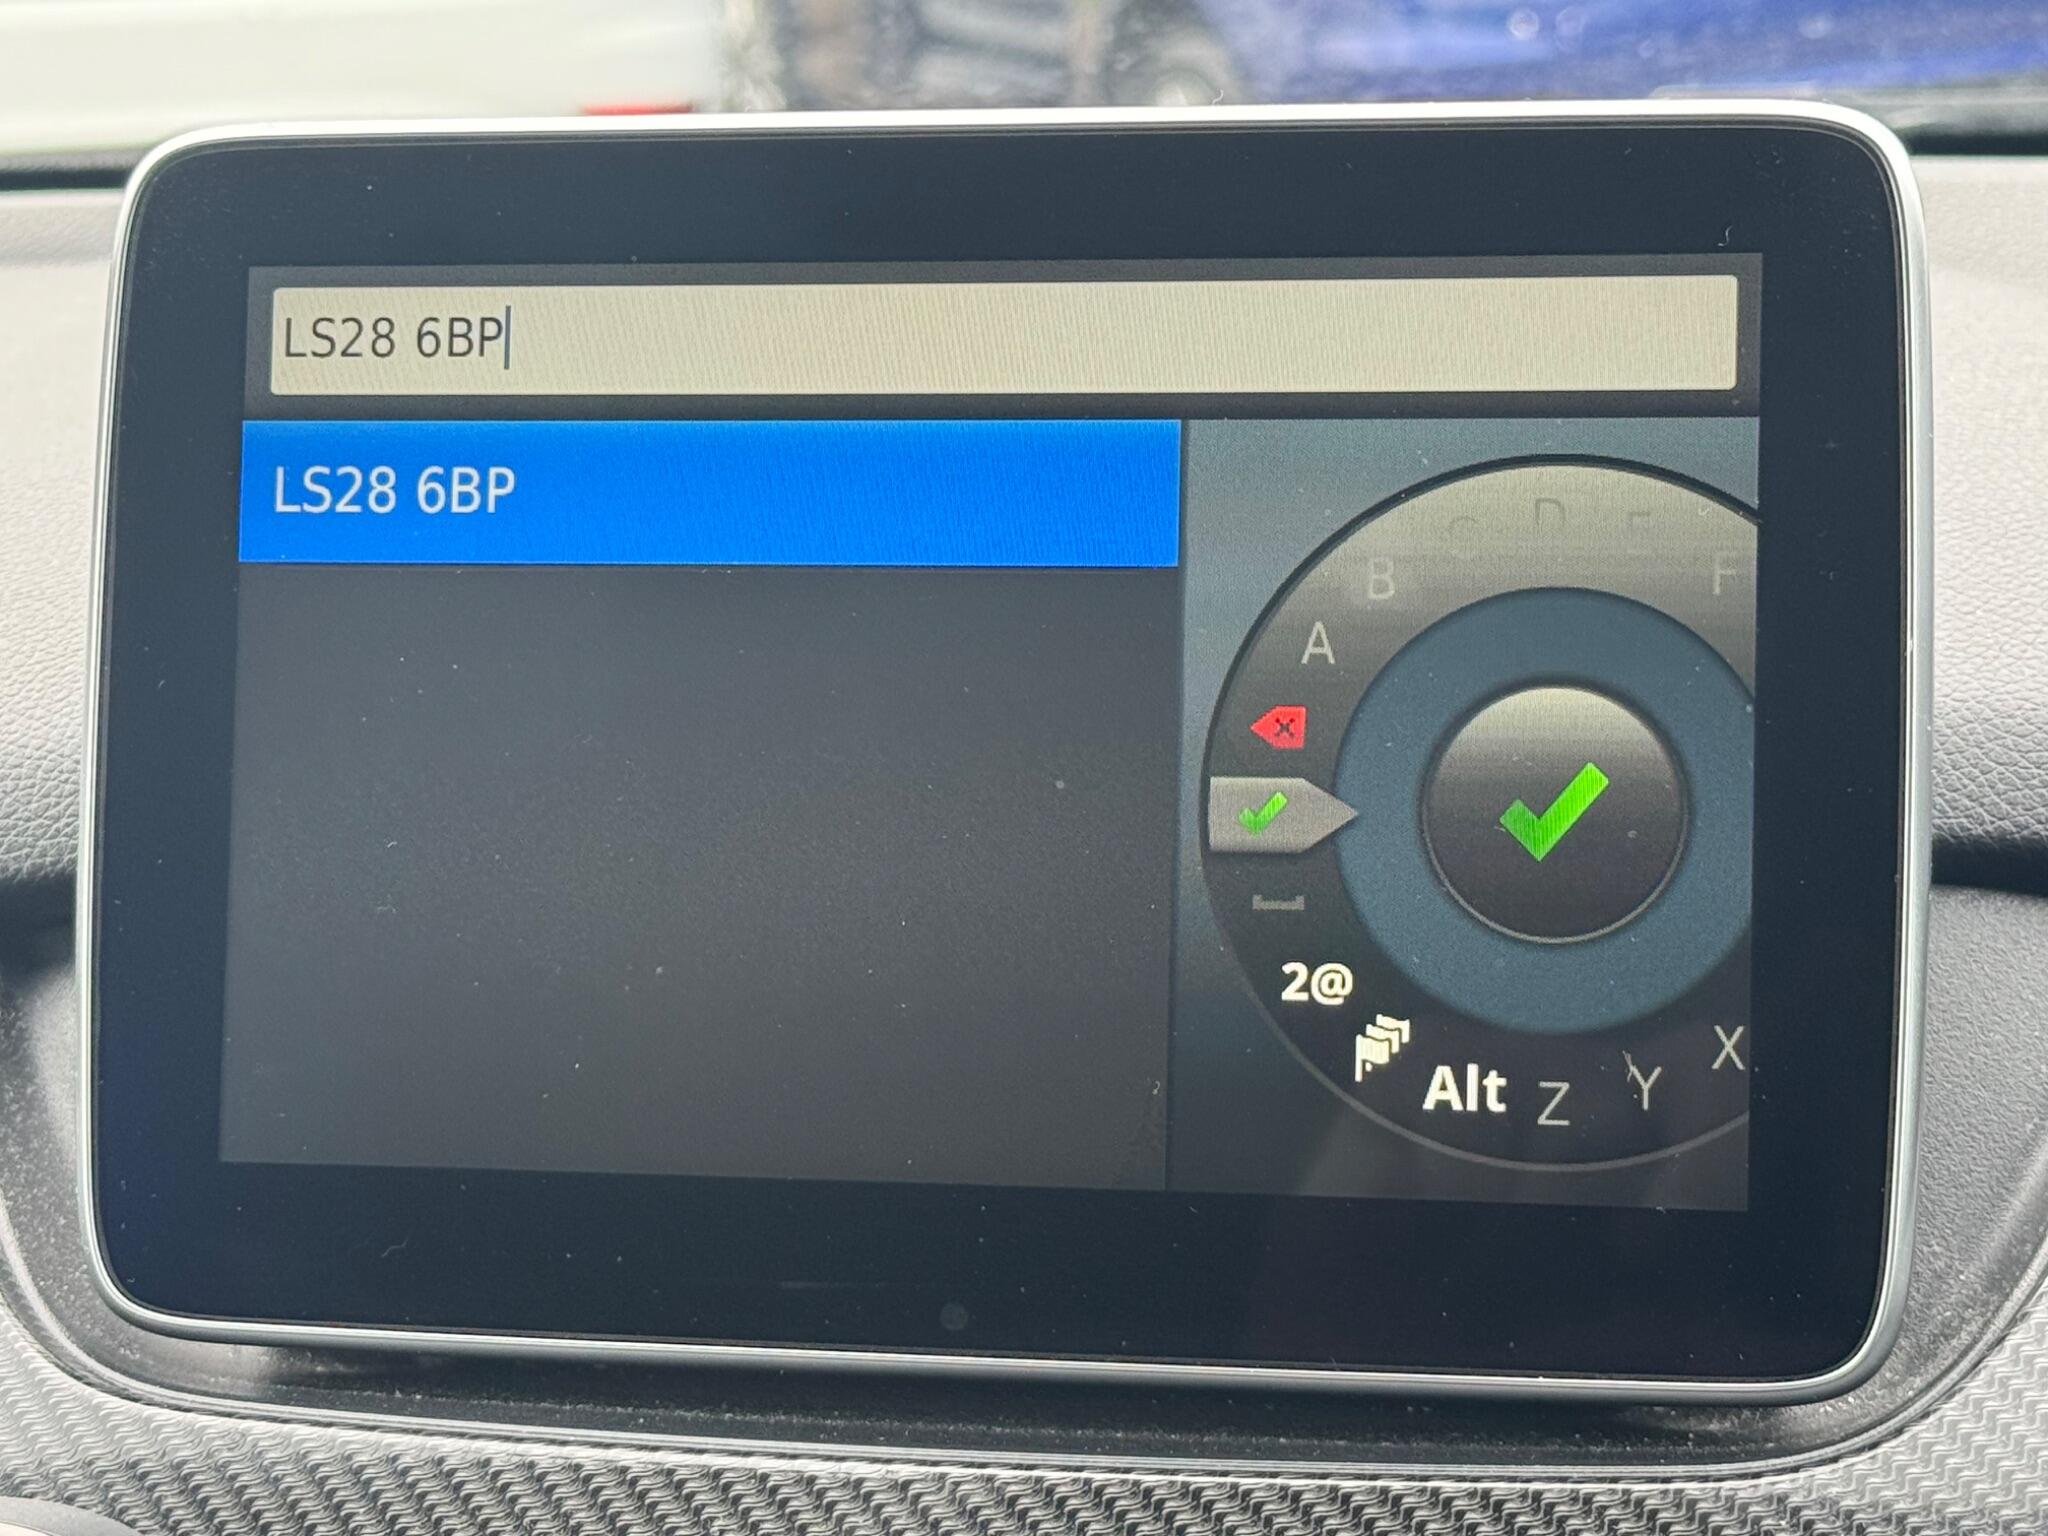 LS28 6BP
LS28 6BP
A B C D E F
2@
Alt Z Y X